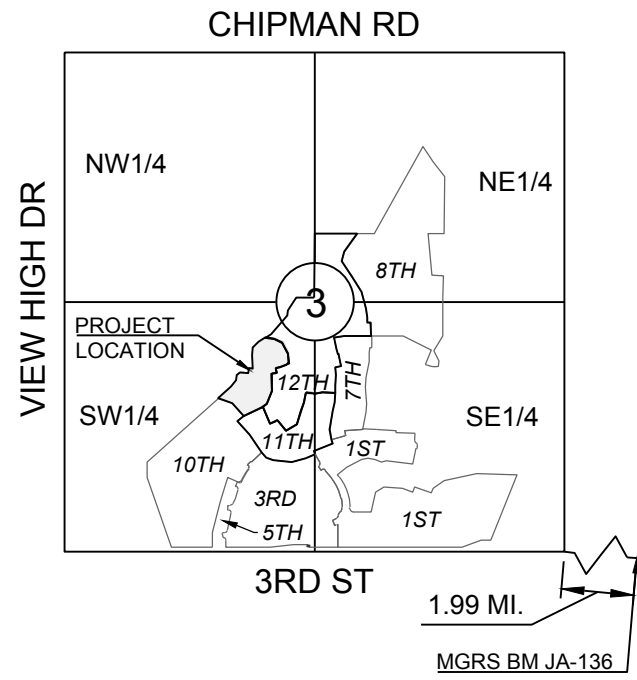 CHIPMAN RD
VIEW HIGH DR
NW1/4
NE1/4
8TH
3
PROJECT
LOCATION
12TH
7TH
SW1/4
SE1/4
11TH
1ST
10TH
3RD
1ST
5TH
3RD ST
1.99 MI.
MGRS BM JA-136